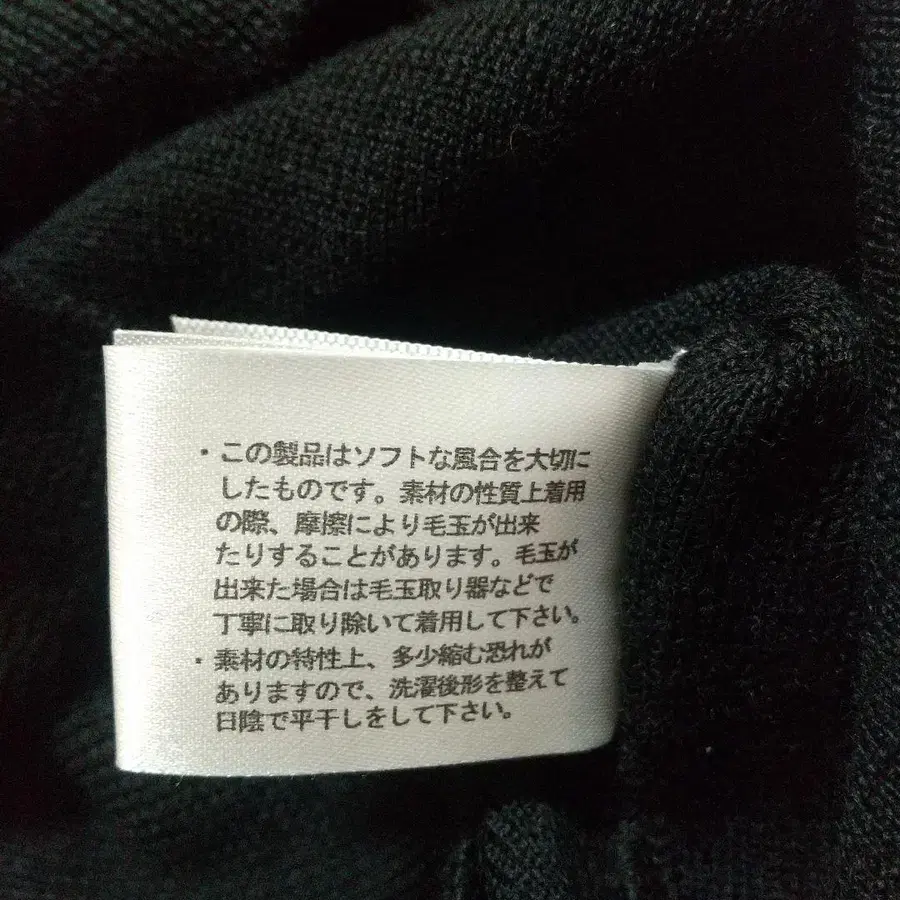 ・この製品はソフトな風合を大切に
したものです。素材の性質上着用
の際、摩擦により毛玉が出来
たりすることがあります。毛玉が
出来た場合は毛玉取り器などで
丁寧に取り除いて着用して下さい。
・素材の特性上、多少縮む恐れが
ありますので、洗濯後形を整えて
日陰で平干しをして下さい。